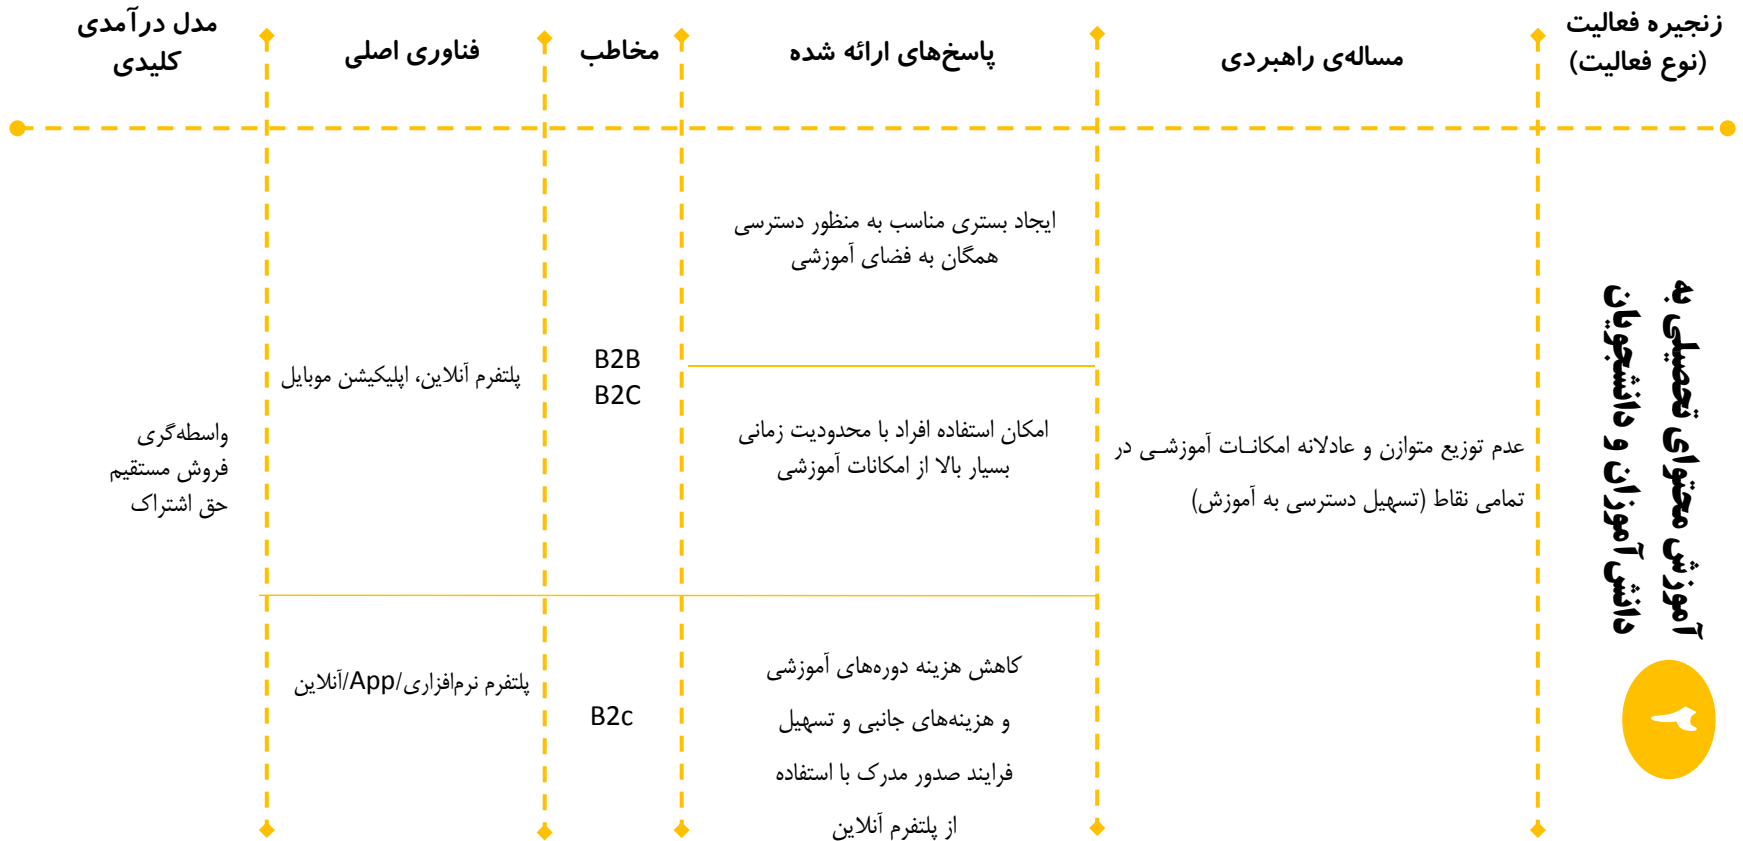 زنجیره فعالیت
(نوع فعالیت)
مساله‌ی راهبردی
پاسخ‌های ارائه شده
مخاطب
فناوری اصلی
مدل درآمدی
کلیدی
آموزش محتوای تحصیلی به
دانش‌آموزان و دانشجویان
۲
عدم توزیع متوازن و عادلانه امکانات آموزشی در
تمامی نقاط (تسهیل دسترسی به آموزش)
ایجاد بستری مناسب به منظور دسترسی
همگان به فضای آموزشی
امکان استفاده افراد با محدودیت زمانی
بسیار بالا از امکانات آموزشی
B2B
B2C
پلتفرم آنلاین، اپلیکیشن موبایل
کاهش هزینه دوره‌های آموزشی
و هزینه‌های جانبی و تسهیل
فرایند صدور مدرک با استفاده
از پلتفرم آنلاین
B2c
پلتفرم نرم‌افزاری/App/آنلاین
واسطه‌گری
فروش مستقیم
حق اشتراک